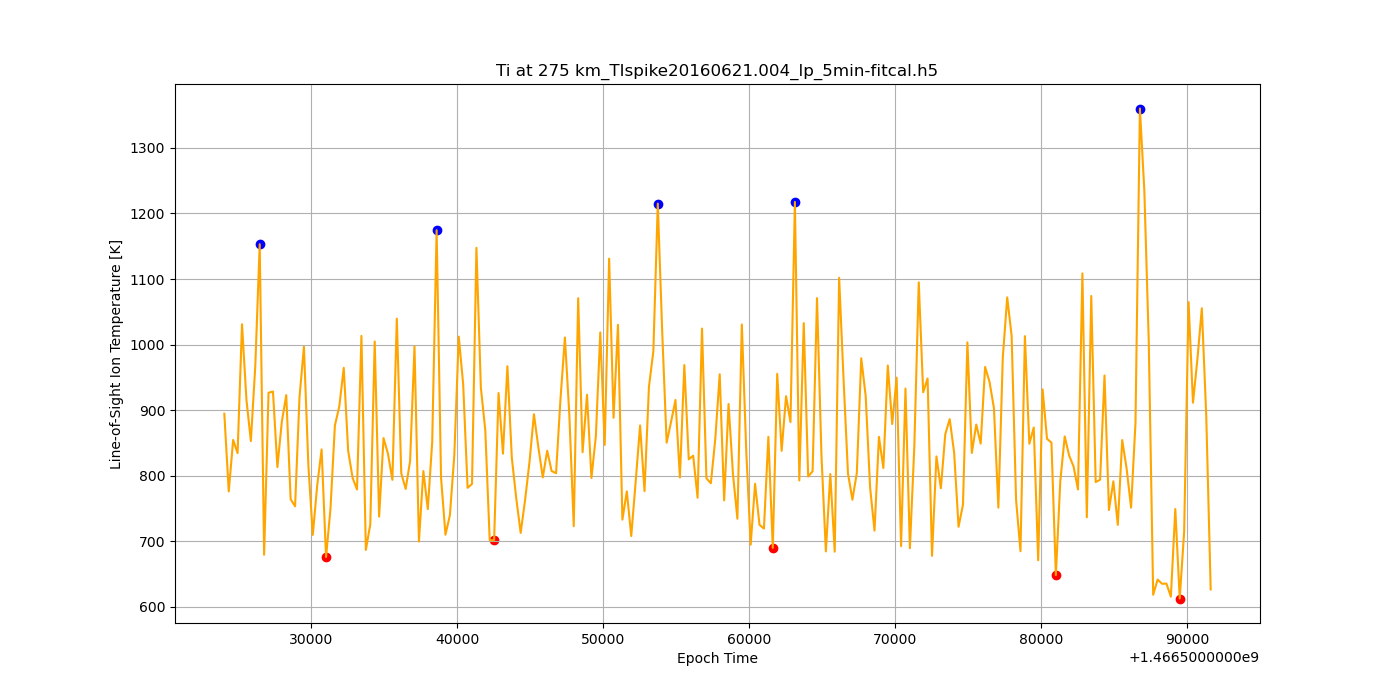 Ti at 275 km_TIspike20160621.004_lp_5min-fitcal.h5
Line-of-Sight Ion Temperature [K]
1300
1200
1100
1000
900
800
700
600
30000 40000 50000 60000 70000 80000 90000
Epoch Time
+1.4665000000e9